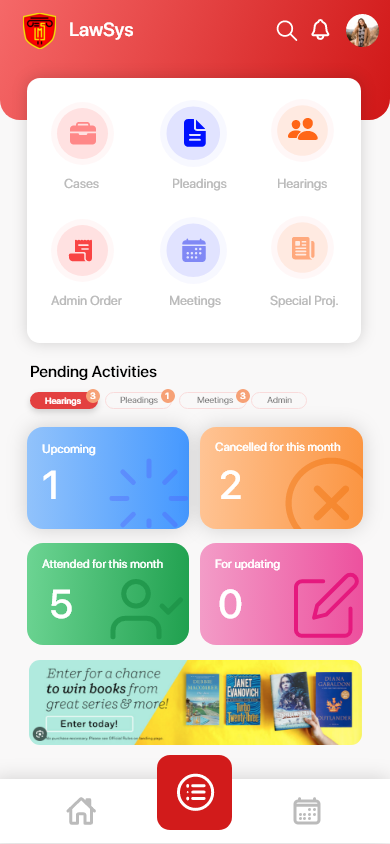 LawSys
Cases
Pleadings
Hearings
Admin Order
Meetings
Special Proj.
Pending Activities
Hearings 3
Pleadings 1
Meetings 3
Admin
Upcoming
1
Cancelled for this month
2
Attended for this month
5
For updating
0
Enter for a chance
to win books from
great series & more!
Enter today!
JANET
EVANOVICH
Turbo
Twenty-Three
DIANA
GABALDON
OUTLANDER